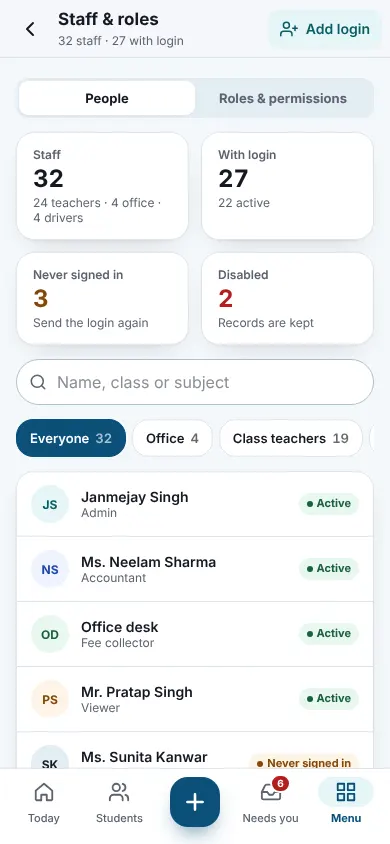 Staff & roles
32 staff · 27 with login
Add login
People
Roles & permissions
Staff
32
24 teachers · 4 office ·
4 drivers
With login
27
22 active
Never signed in
3
Send the login again
Disabled
2
Records are kept
Name, class or subject
Everyone 32
Office 4
Class teachers 19
JS
Janmejay Singh
Admin
Active
NS
Ms. Neelam Sharma
Accountant
Active
OD
Office desk
Fee collector
Active
PS
Mr. Pratap Singh
Viewer
Active
SK
Ms. Sunita Kanwar
Never signed in
Today
Students
6
Needs you
Menu